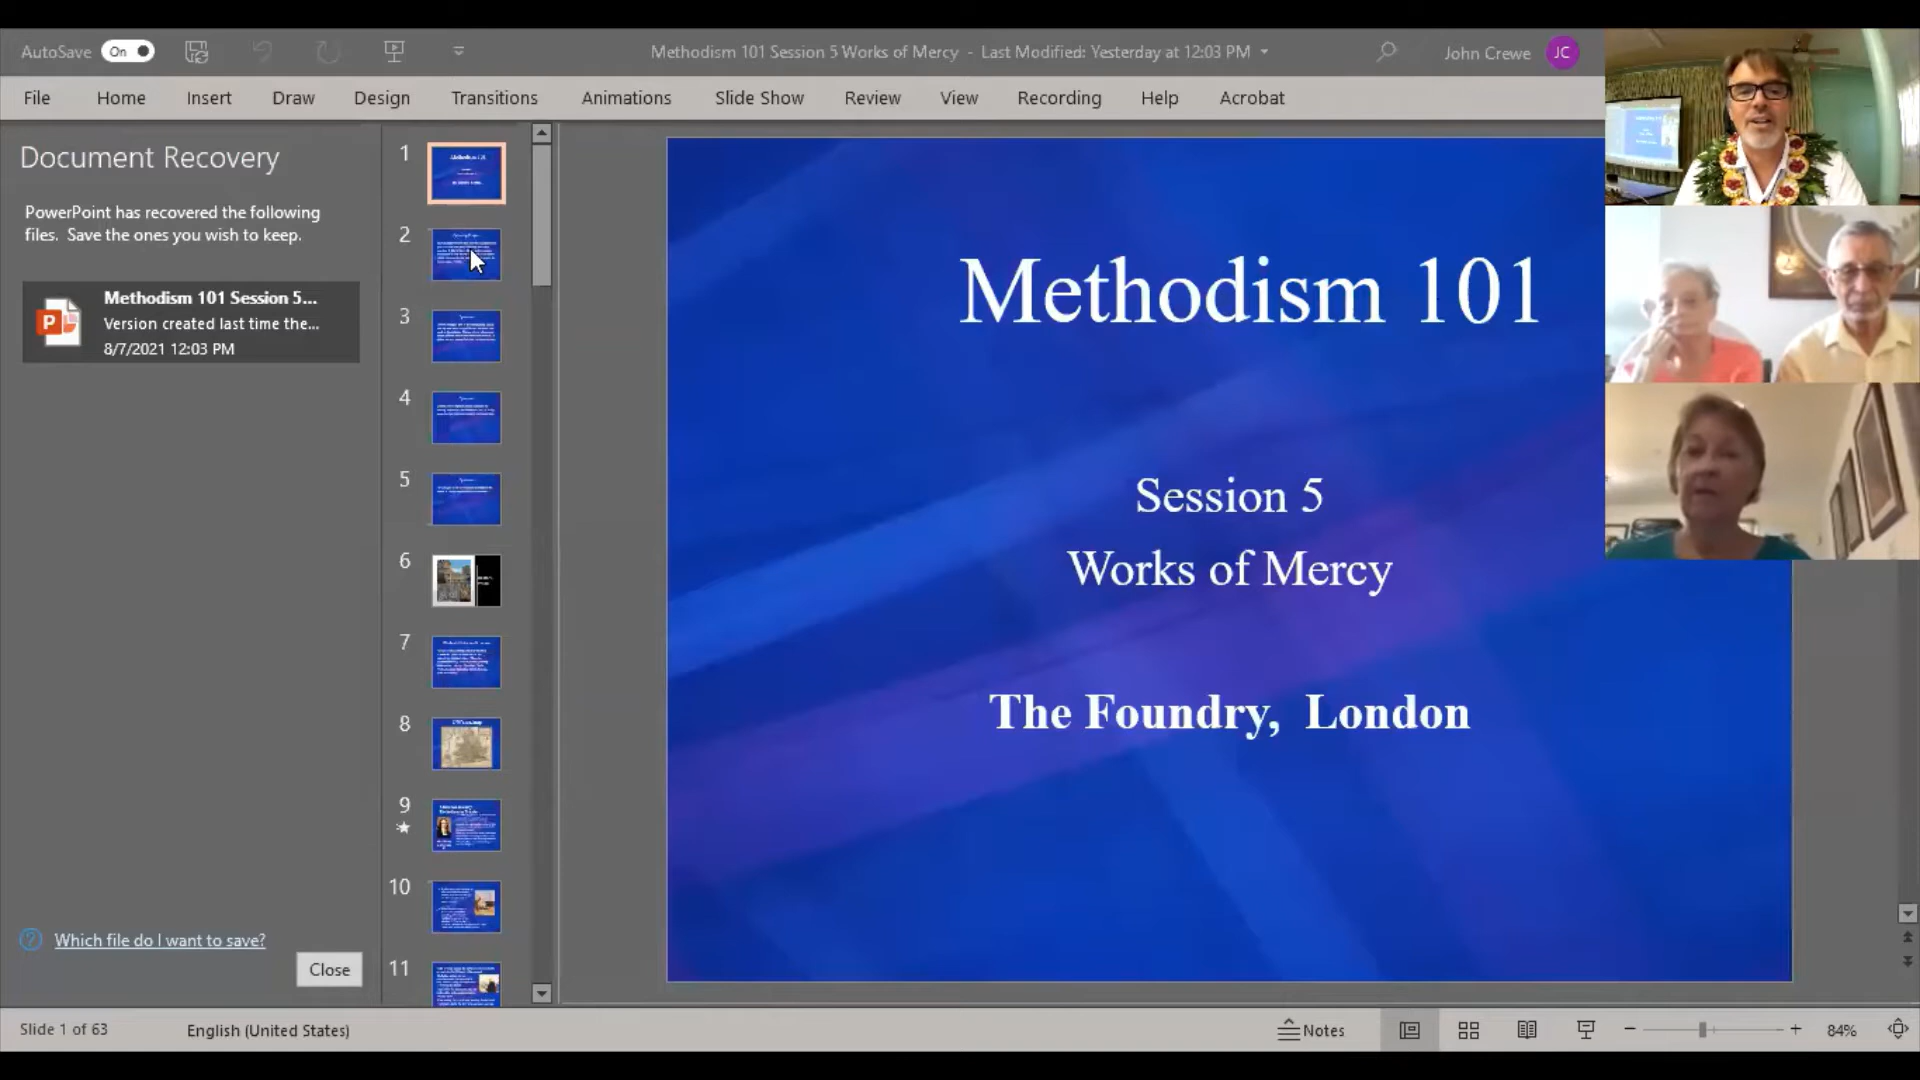 AutoSave On
Methodism 101 Session 5 Works of Mercy - Last Modified: Yesterday at 12:03 PM
John Crewe JC
File Home Insert Draw Design Transitions Animations Slide Show Review View Recording Help Acrobat
Document Recovery
PowerPoint has recovered the following
files. Save the ones you wish to keep.
P
Methodism 101 Session 5...
Version created last time the...
8/7/2021 12:03 PM
Which file do I want to save?
Close
1
2
3
4
5
6
7
8
9
10
11
Methodism 101
Session 5
Works of Mercy
The Foundry, London
Slide 1 of 63
English (United States)
Notes
84%